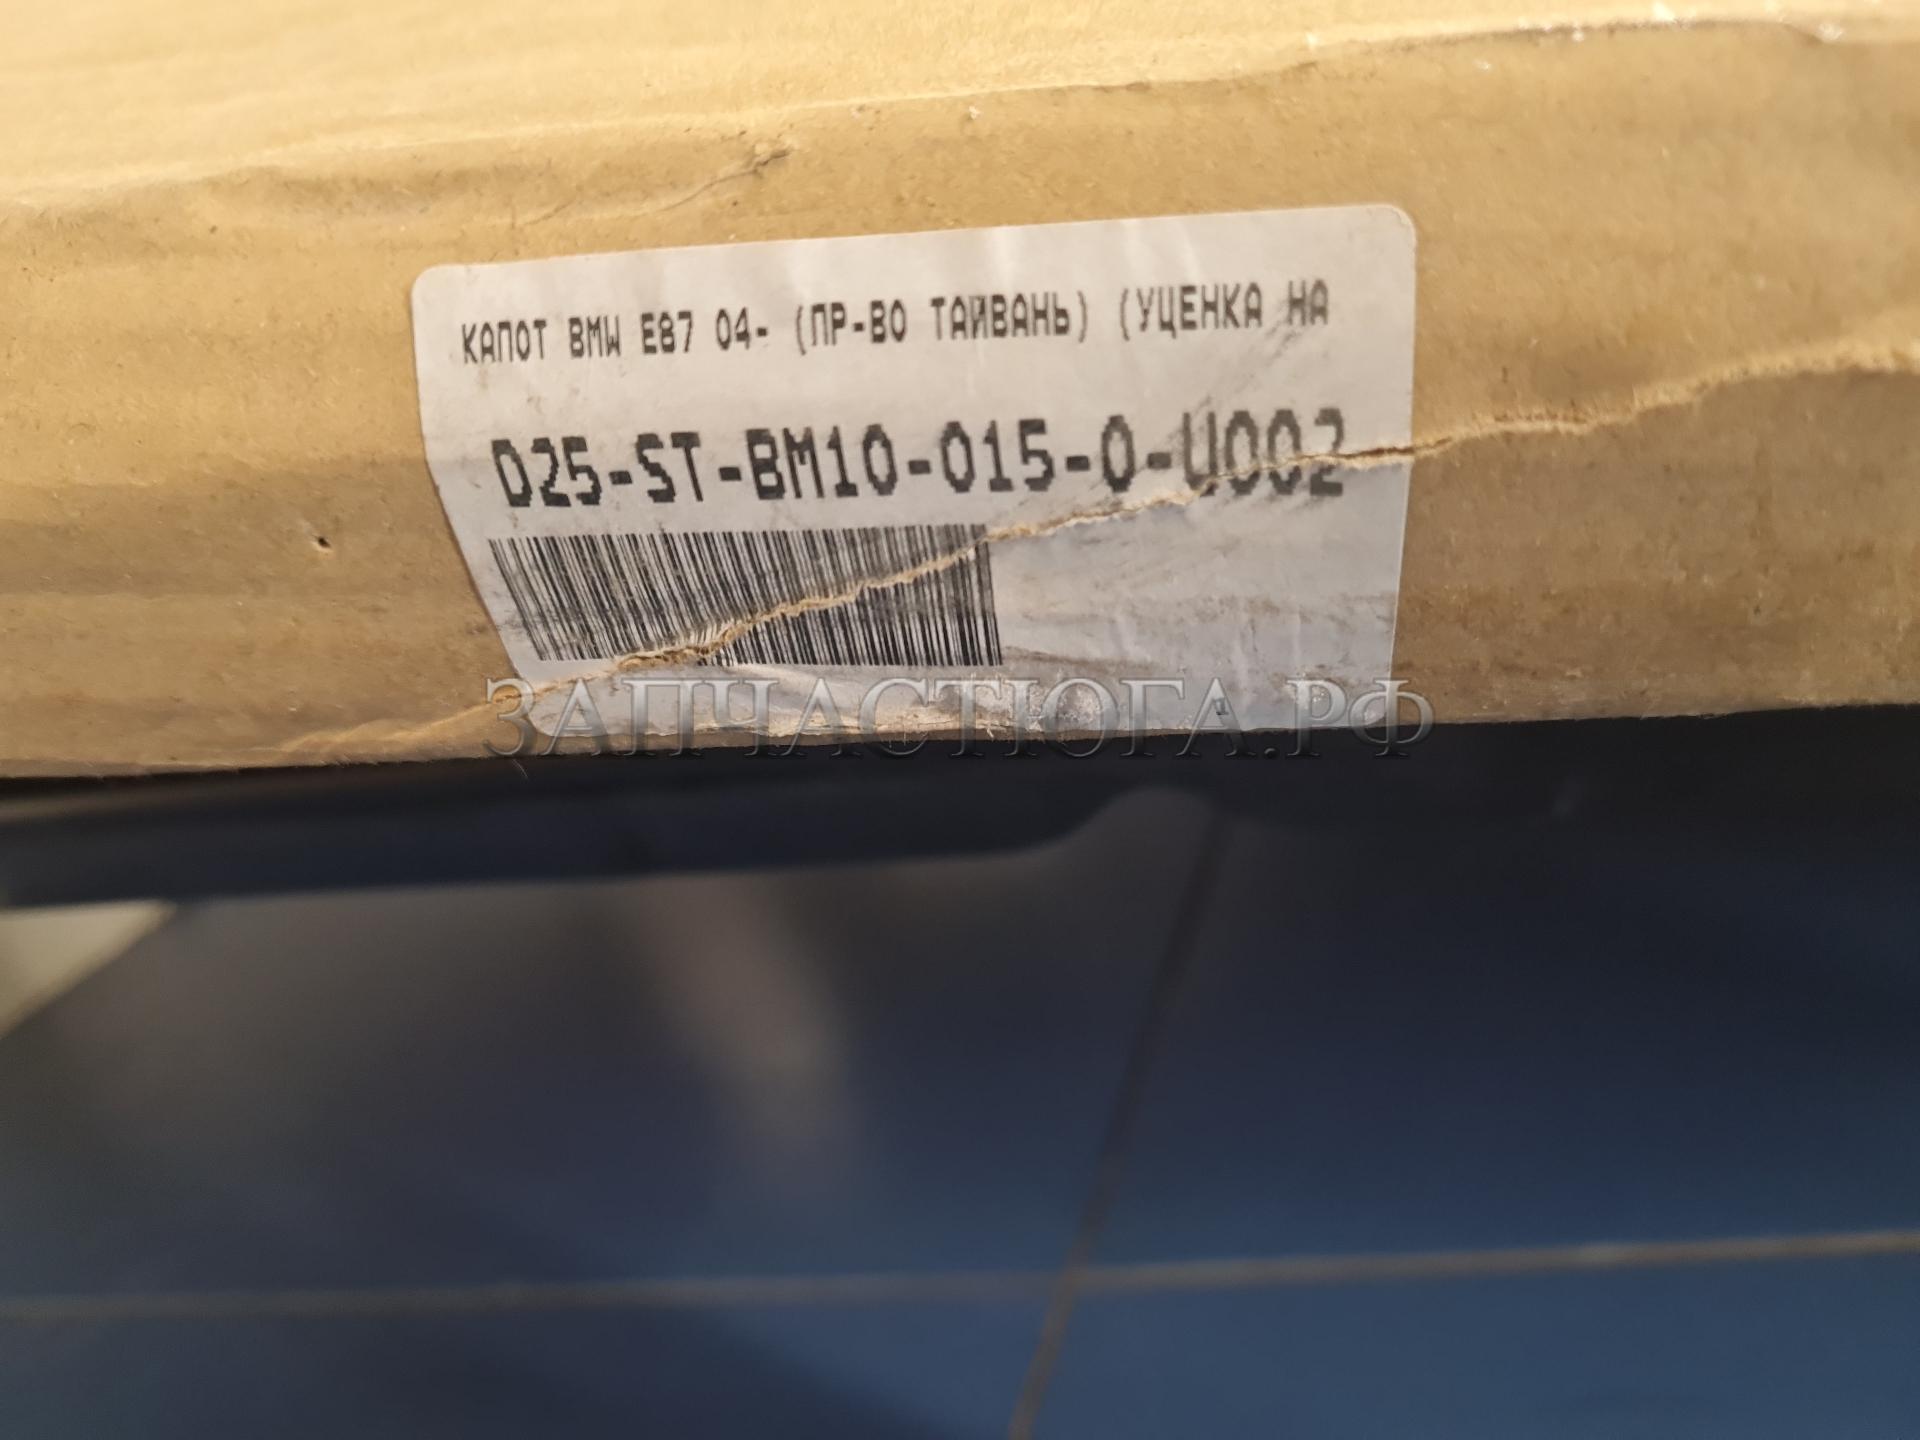 КАПОТ BMW E87 04- (ПР-ВО ТАЙВАНЬ) (УЦЕНКА НА
D25-ST-BM10-015-0-U002
ЗАПЧАСТЮГА.РФ